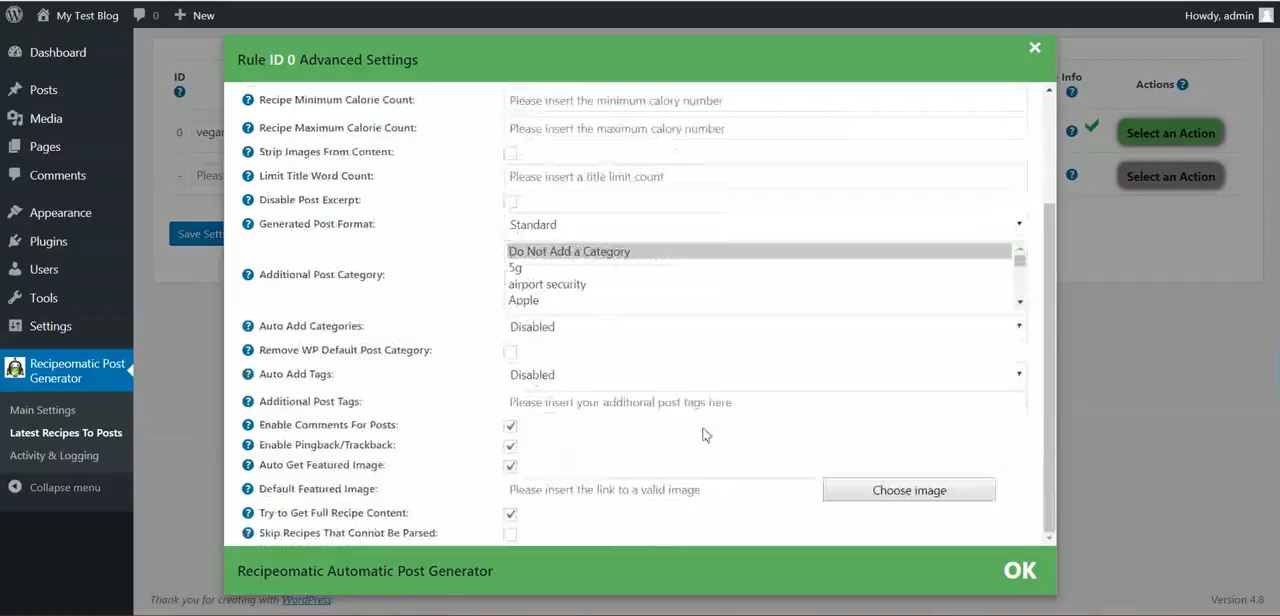 My Test Blog
0
New
Howdy, admin
Dashboard
Posts
Media
Pages
Comments
Appearance
Plugins
Users
Tools
Settings
Recipeomatic Post
Generator
Main Settings
Latest Recipes To Posts
Activity & Logging
Collapse menu
ID
Info
Actions
0
vegan
Select an Action
-
Pleas
Select an Action
Save Sett
Rule ID 0 Advanced Settings
Recipe Minimum Calorie Count:
Please insert the minimum calory number
Recipe Maximum Calorie Count:
Please insert the maximum calory number
Strip Images From Content:
Limit Title Word Count:
Please insert a title limit count
Disable Post Excerpt:
Generated Post Format:
Standard
Additional Post Category:
Do Not Add a Category
5g
airport security
Apple
Auto Add Categories:
Disabled
Remove WP Default Post Category:
Auto Add Tags:
Disabled
Additional Post Tags:
Please insert your additional post tags here
Enable Comments For Posts:
Enable Pingback/Trackback:
Auto Get Featured Image:
Default Featured Image:
Please insert the link to a valid image
Choose image
Try to Get Full Recipe Content:
Skip Recipes That Cannot Be Parsed:
Recipeomatic Automatic Post Generator
OK
Thank you for creating with WordPress.
Version 4.8